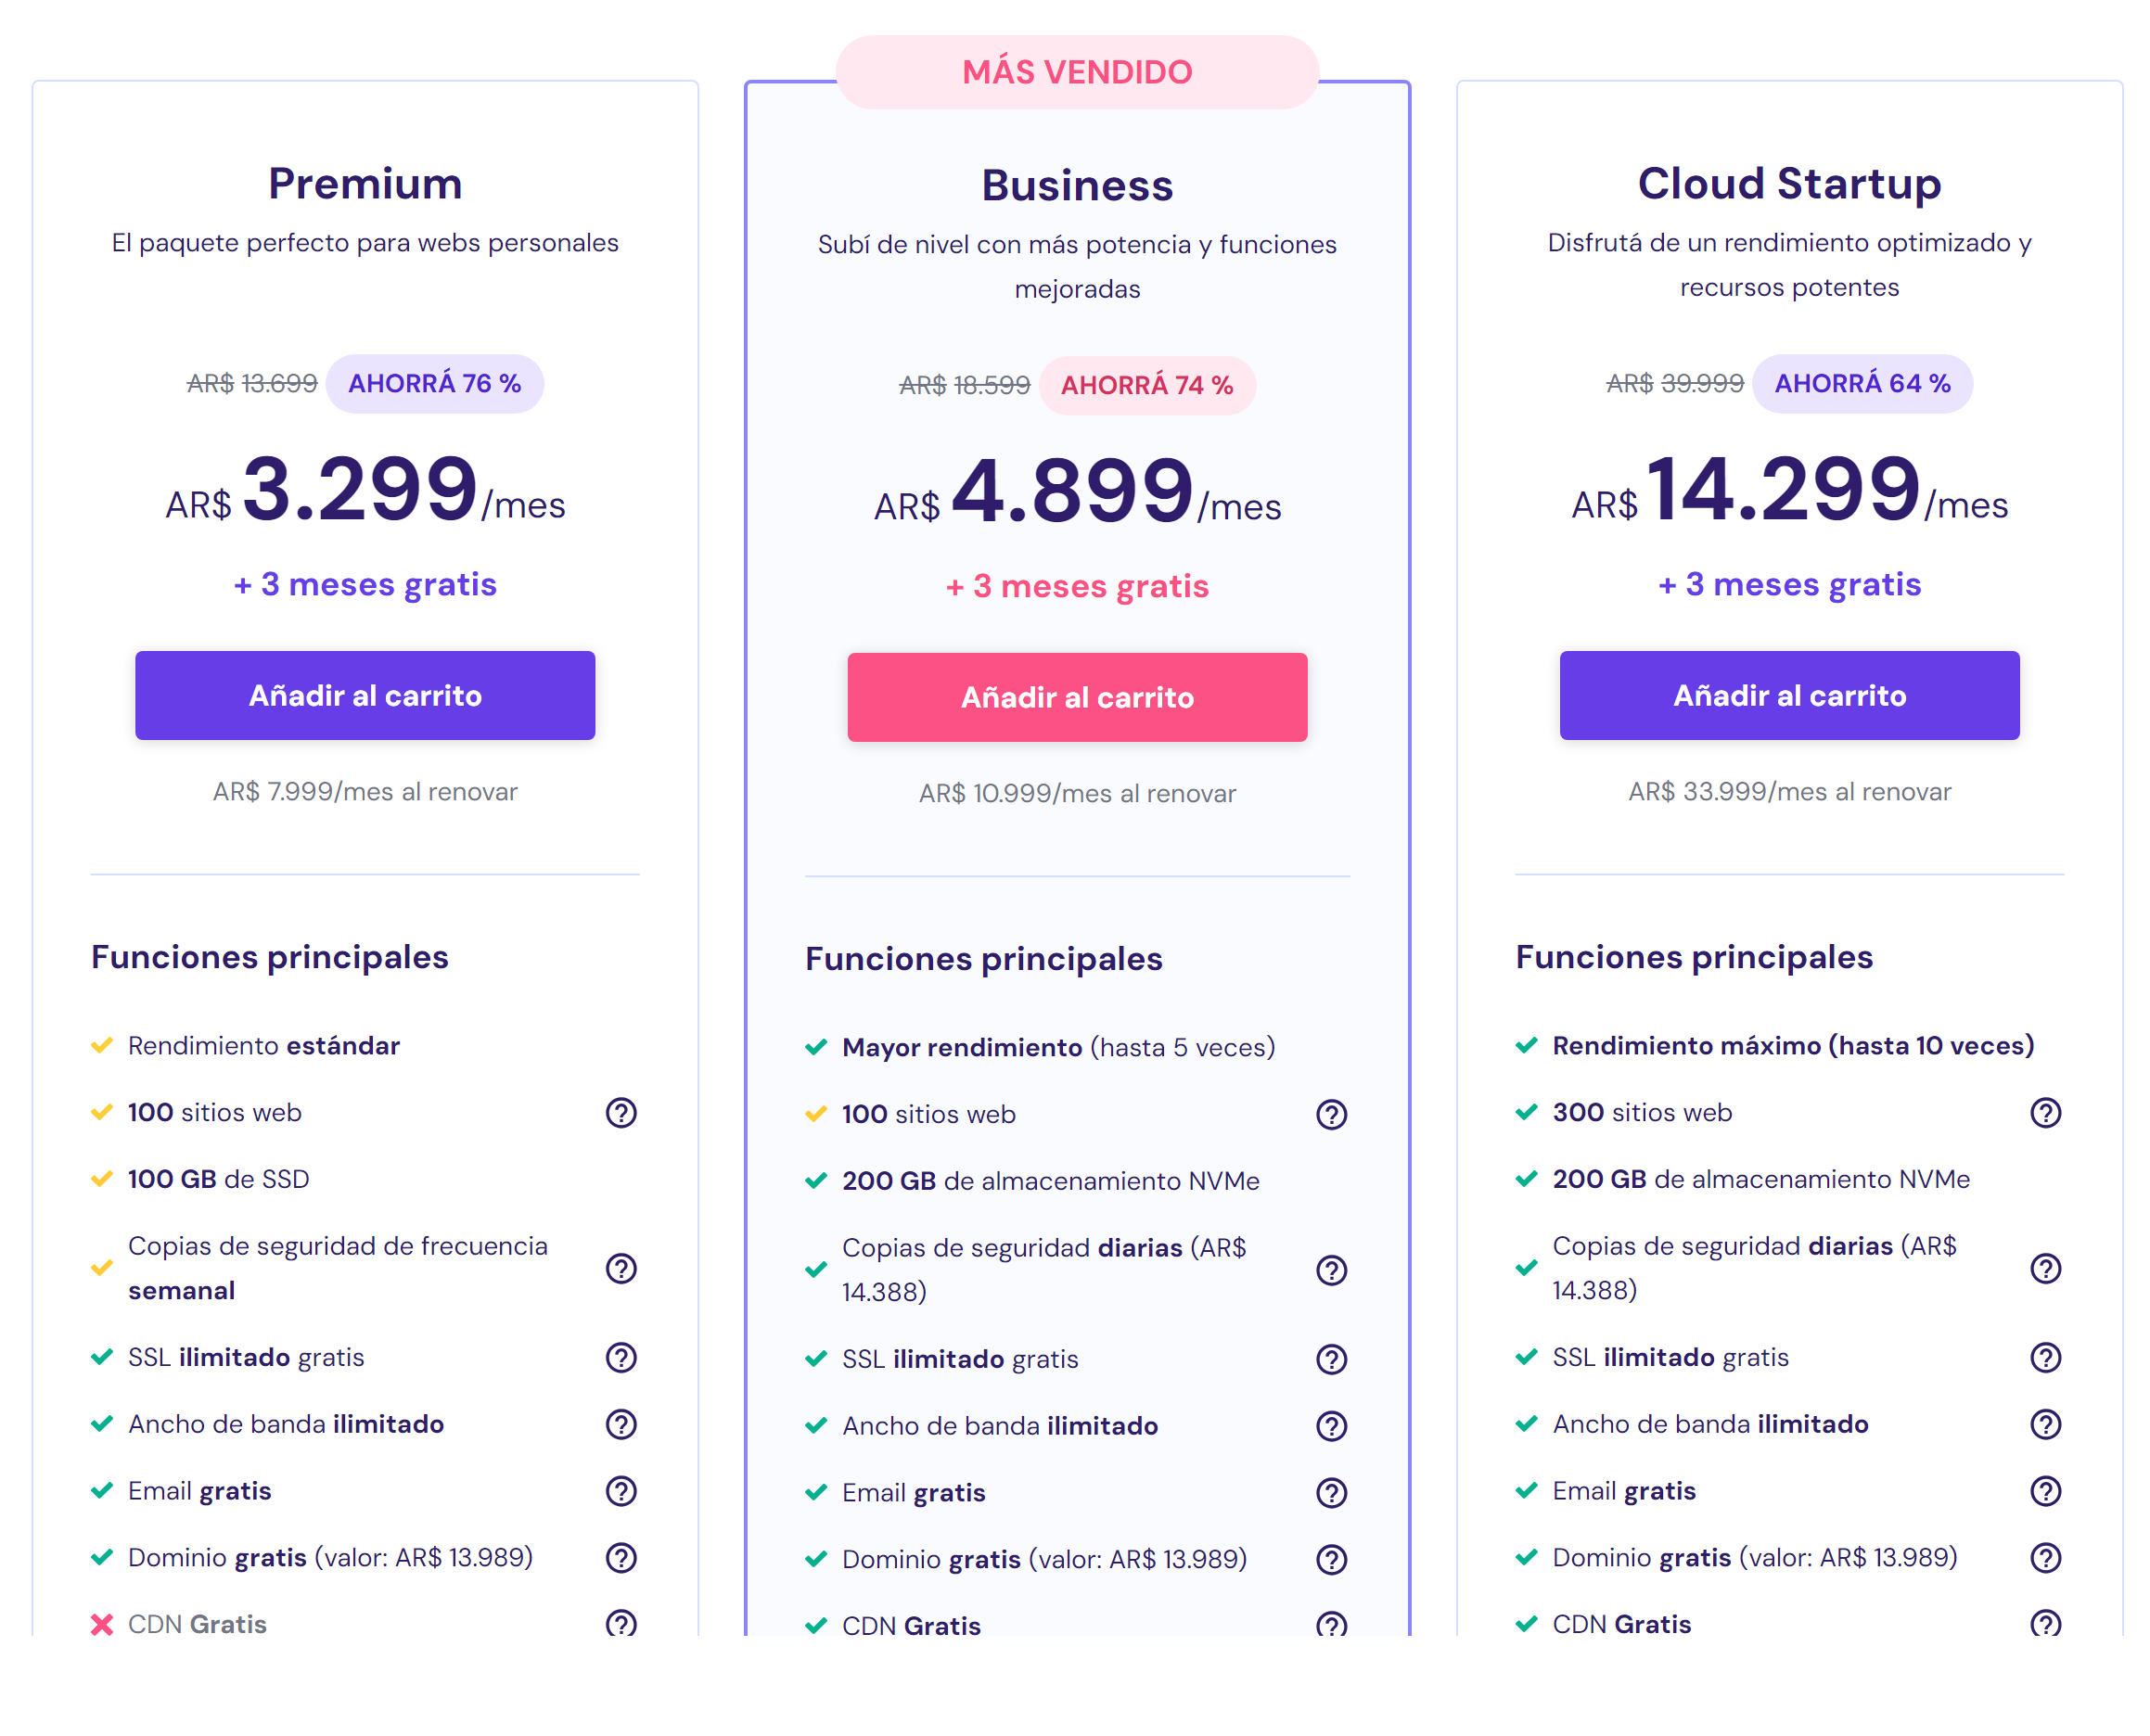 MÁS VENDIDO
Premium
El paquete perfecto para webs personales
AR$ 13.699 AHORRÁ 76 %
AR$ 3.299/mes
+ 3 meses gratis
Añadir al carrito
AR$ 7.999/mes al renovar
Funciones principales
Rendimiento estándar
100 sitios web
100 GB de SSD
Copias de seguridad de frecuencia
semanal
SSL ilimitado gratis
Ancho de banda ilimitado
Email gratis
Dominio gratis (valor: AR$ 13.989)
CDN Gratis
Business
Subí de nivel con más potencia y funciones
mejoradas
AR$ 18.599 AHORRÁ 74 %
AR$ 4.899/mes
+ 3 meses gratis
Añadir al carrito
AR$ 10.999/mes al renovar
Funciones principales
Mayor rendimiento (hasta 5 veces)
100 sitios web
200 GB de almacenamiento NVMe
Copias de seguridad diarias (AR$
14.388)
SSL ilimitado gratis
Ancho de banda ilimitado
Email gratis
Dominio gratis (valor: AR$ 13.989)
CDN Gratis
Cloud Startup
Disfrutá de un rendimiento optimizado y
recursos potentes
AR$ 39.999 AHORRÁ 64 %
AR$ 14.299/mes
+ 3 meses gratis
Añadir al carrito
AR$ 33.999/mes al renovar
Funciones principales
Rendimiento máximo (hasta 10 veces)
300 sitios web
200 GB de almacenamiento NVMe
Copias de seguridad diarias (AR$
14.388)
SSL ilimitado gratis
Ancho de banda ilimitado
Email gratis
Dominio gratis (valor: AR$ 13.989)
CDN Gratis